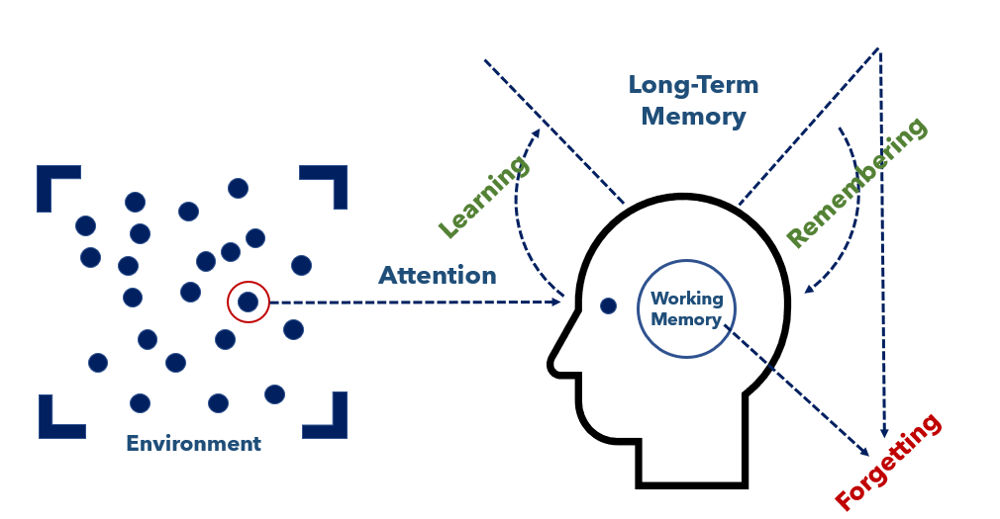 Long-Term
Memory
Learning
Remembering
Attention
Working
Memory
Environment
Forgetting